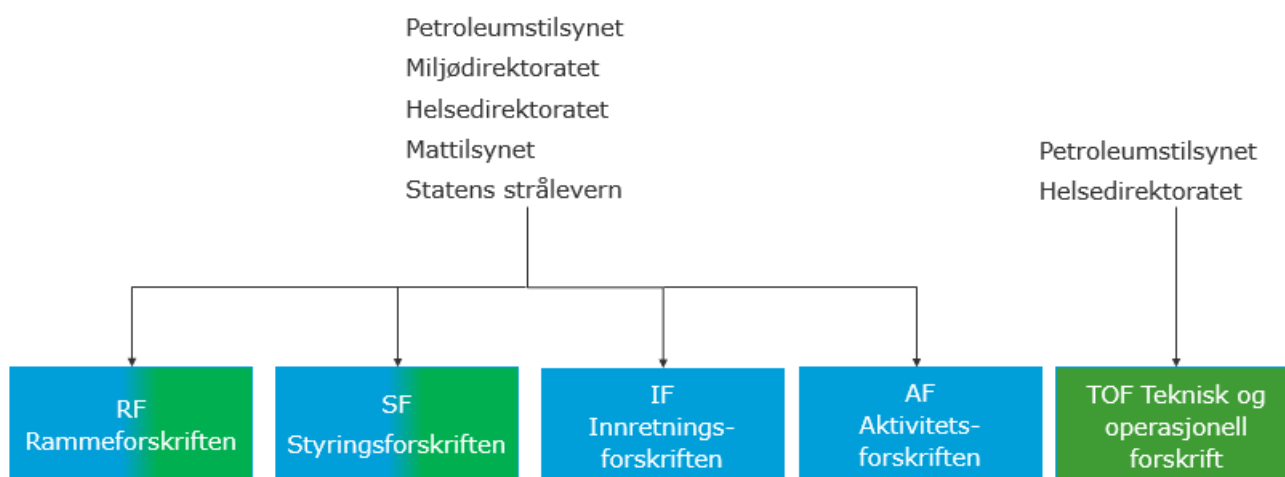 Petroleumstilsynet
Miljødirektoratet
Helsedirektoratet
Mattilsynet
Statens strålevern
Petroleumstilsynet
Helsedirektoratet
RF
Rammeforskriften
SF
Styringsforskriften
IF
Innretnings-
forskriften
AF
Aktivitets-
forskriften
TOF Teknisk og
operasjonell
forskrift